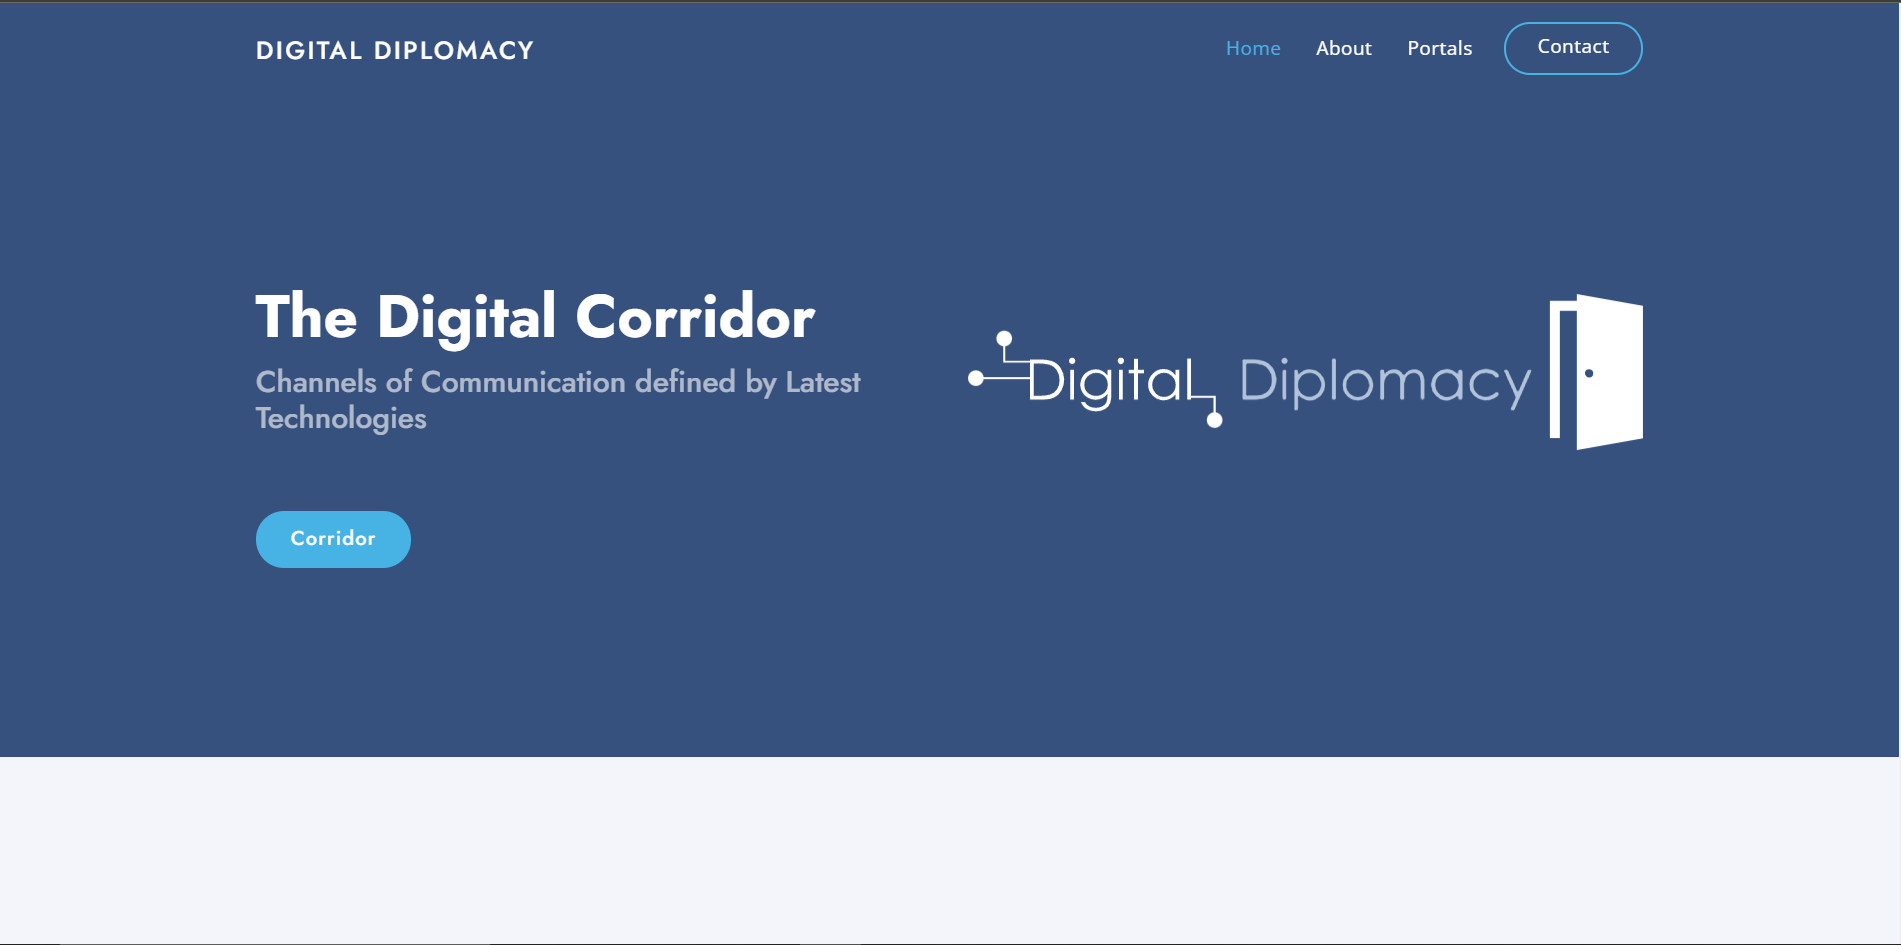 DIGITAL DIPLOMACY
Home About Portals Contact
The Digital Corridor
Channels of Communication defined by Latest
Technologies
Digital Diplomacy
Corridor